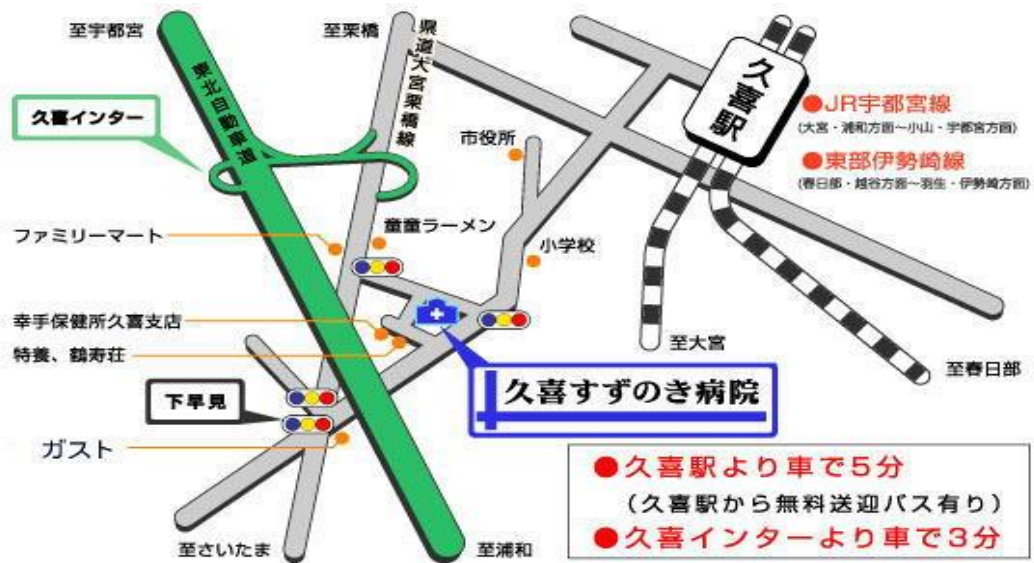 至宇都宮
至栗橋
県道大宮栗橋線
東北自動車道
久喜インター
久喜駅
●JR宇都宮線
(大宮・浦和方面〜小山・宇都宮方面)
●東部伊勢崎線
(春日部・越谷方面〜羽生・伊勢崎方面)
市役所
童童ラーメン
ファミリーマート
小学校
幸手保健所久喜支店
特養、鶴寿荘
至大宮
至春日部
下早見
久喜すずのき病院
ガスト
●久喜駅より車で5分
(久喜駅から無料送迎バス有り)
●久喜インターより車で3分
至さいたま
至浦和